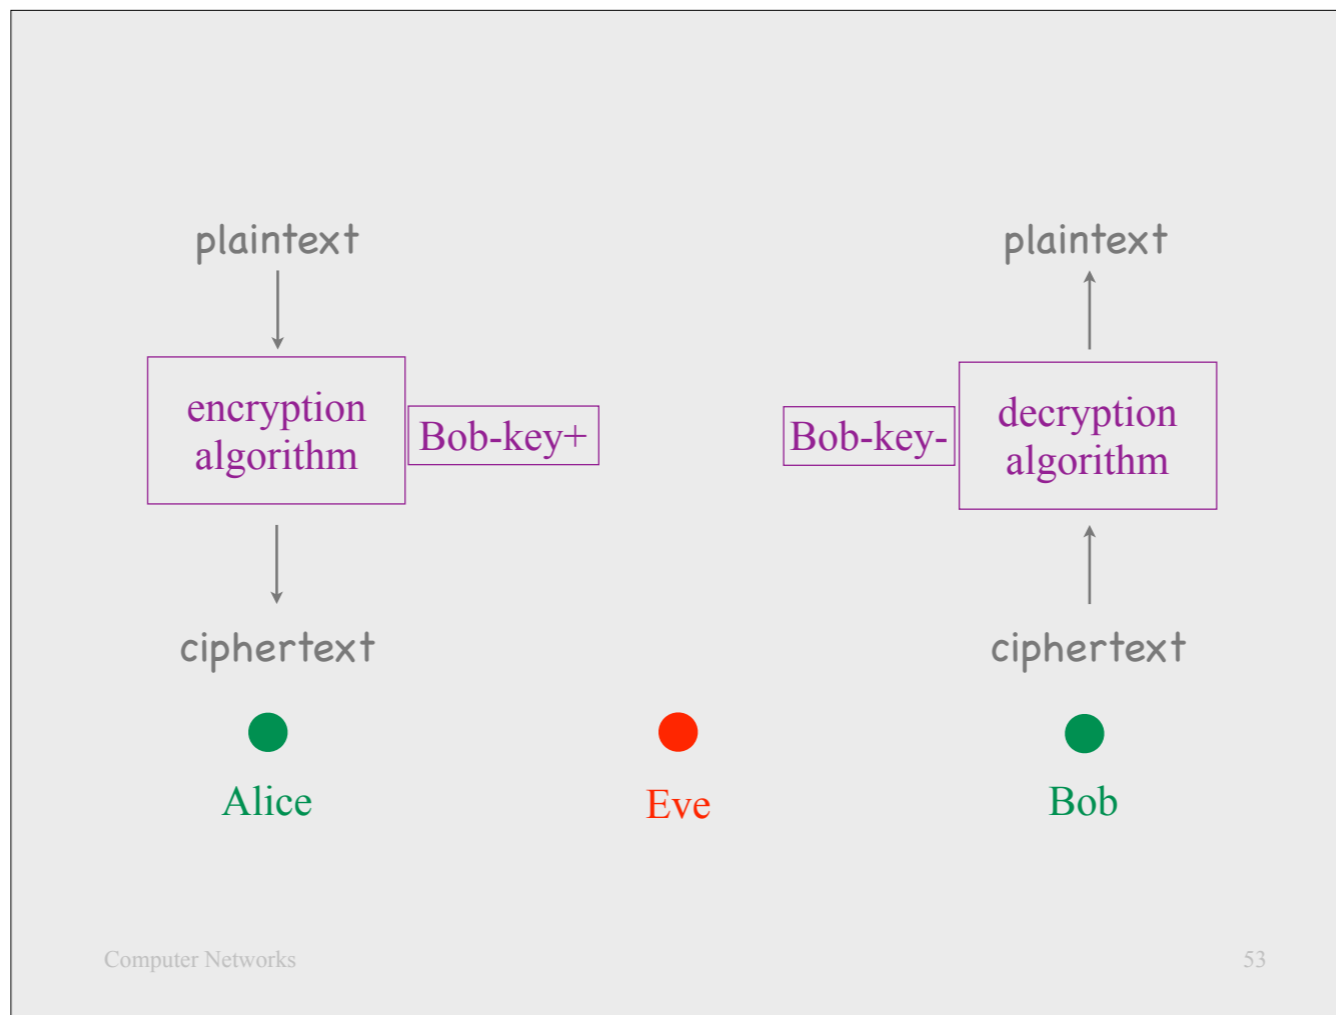 plaintext
plaintext
encryption
algorithm
Bob-key+
Bob-key-
decryption
algorithm
ciphertext
ciphertext
Alice
Eve
Bob
Computer Networks
53